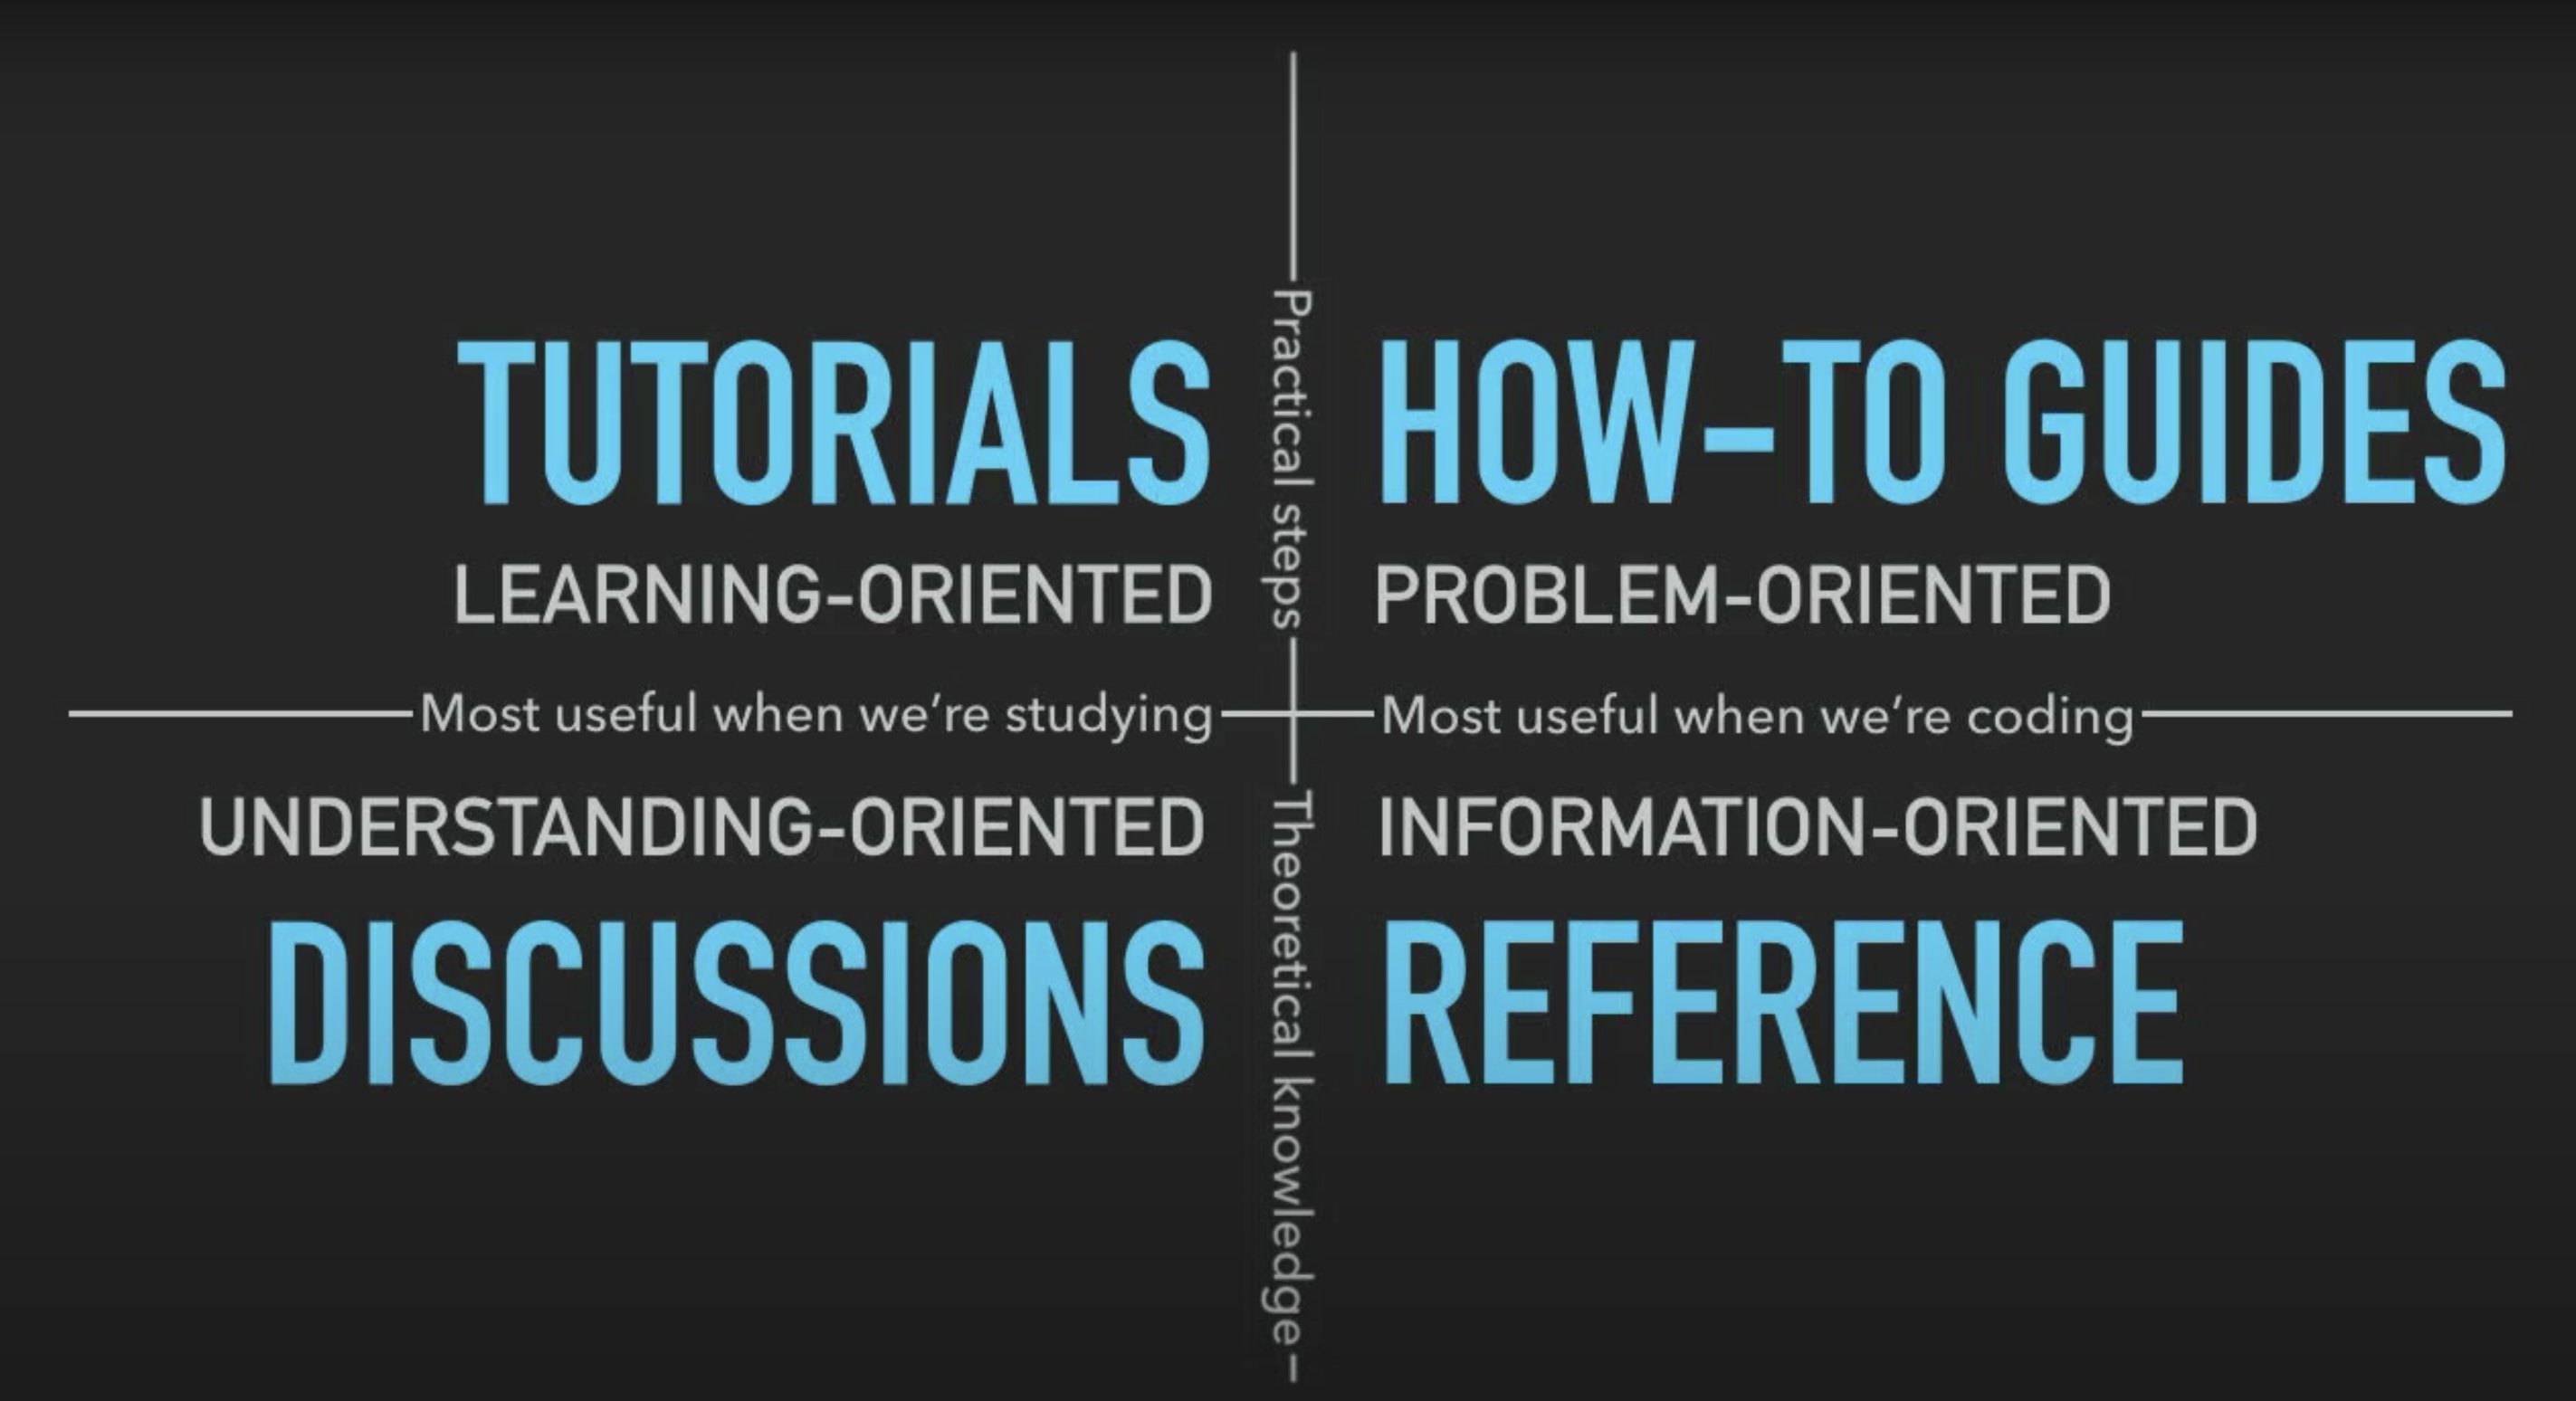 Practical steps
TUTORIALS
LEARNING-ORIENTED
HOW-TO GUIDES
PROBLEM-ORIENTED
Most useful when we’re studying
Most useful when we’re coding
UNDERSTANDING-ORIENTED
DISCUSSIONS
INFORMATION-ORIENTED
REFERENCE
Theoretical knowledge